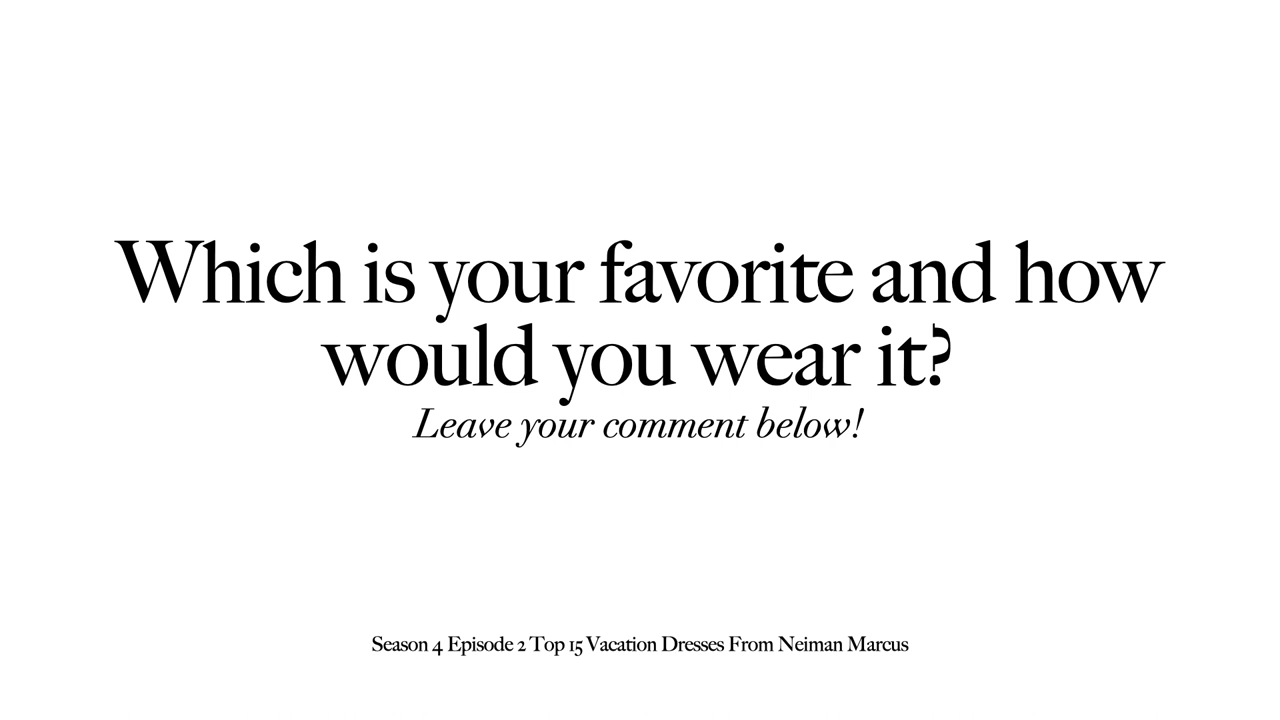 Which is your favorite and how
would you wear it?
Leave your comment below!
Season 4 Episode 2 Top 15 Vacation Dresses From Neiman Marcus